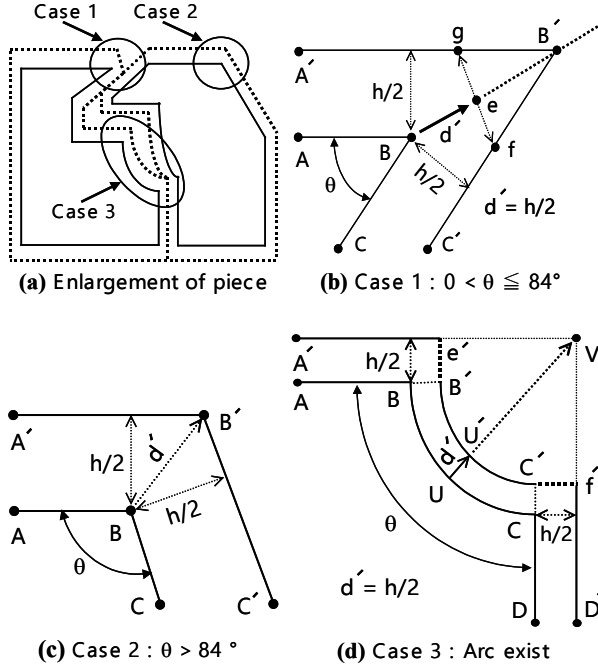 Case 1
Case 2
Case 3
(a) Enlargement of piece
A′
g
B′
h/2
e
d′
A
B
f
h/2
θ
d′ = h/2
C
C′
(b) Case 1 : 0 < θ ≦ 84°
A′
B′
h/2
d′
h/2
A
B
θ
C
C′
(c) Case 2 : θ > 84 °
A′
h/2
e′
V
A
B
B′
U′
d′
C′
f′
U
C
h/2
θ
d′ = h/2
D
D′
(d) Case 3 : Arc exist